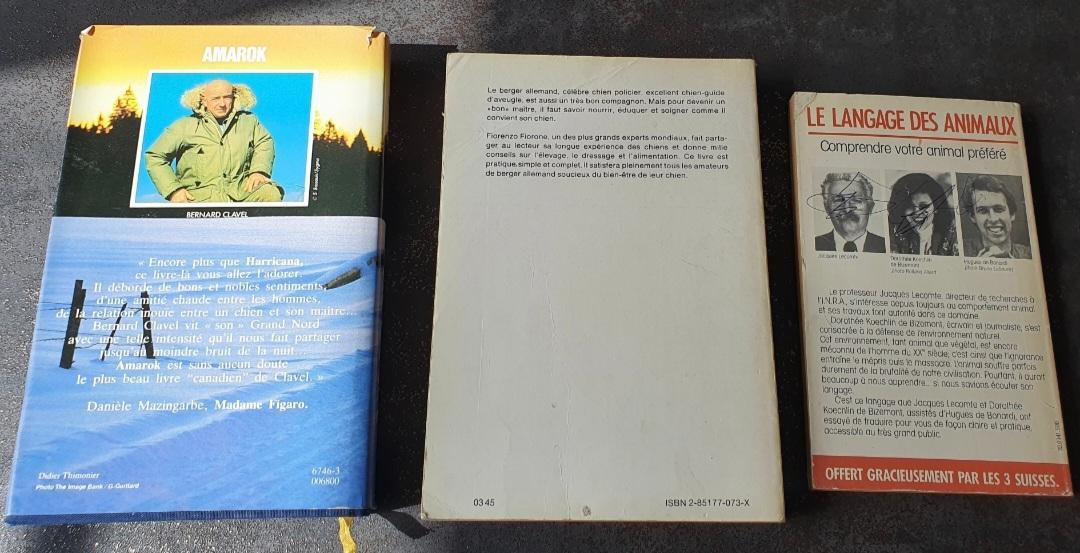 AMAROK
BERNARD CLAVEL
« Encore plus que Harricana,
ce livre-là vous allez l'adorer.
Il déborde de bons et nobles sentiments,
d'une amitié chaude entre les hommes,
de la relation inouïe entre un chien et son maître...
Bernard Clavel vit « son » Grand Nord
avec une telle intensité qu'il nous fait partager
jusqu'au moindre bruit de la nuit...
Amarok est sans aucun doute
le plus beau livre "canadien" de Clavel. »
Danièle Mazingarbe, Madame Figaro.
Didier Thimonier
Photo The Image Bank / G. Gurtlard
6746-3
006800
Le berger allemand, célèbre chien policier, excellent chien-guide
d'aveugle, est aussi un très bon compagnon. Mais pour devenir un
«bon» maître, il faut savoir nourrir, éduquer et soigner comme il
convient son chien.
Fiorenzo Fiorone, un des plus grands experts mondiaux, fait parta-
ger au lecteur sa longue expérience des chiens et donne mille
conseils sur l'élevage, le dressage et l'alimentation. Ce livre est
pratique, simple et complet, il satisfera pleinement tous les amateurs
de berger allemand soucieux du bien-être de leur chien.
03 45
ISBN 2-85177-073-X
LE LANGAGE DES ANIMAUX
Comprendre votre animal préféré
Jacques Lecomte
Dorothée Koechlin
de Bizemont
photo
Hugues de Bonardi
photo
Le professeur Jacques Lecomte, directeur de recherches à
l'I.N.R.A., s'intéresse depuis toujours au comportement animal
et ses travaux font autorité dans ce domaine.
Dorothée Koechlin de Bizemont, écrivain et journaliste, s'est
consacrée à la défense de l'environnement naturel.
Cet environnement, tant animal que végétal, est encore
méconnu de l'homme du XXe siècle; c'est ainsi que l'ignorance
entraîne le mépris puis le massacre. L'animal souffre parfois
durement de la brutalité de notre civilisation. Pourtant, il aurait
beaucoup à nous apprendre... si nous savions écouter son
langage.
C'est ce langage que Jacques Lecomte et Dorothée
Koechlin de Bizemont, assistés d'Hugues de Bonardi, ont
essayé de traduire pour vous de façon claire et pratique,
accessible au très grand public.
OFFERT GRACIEUSEMENT PAR LES 3 SUISSES.